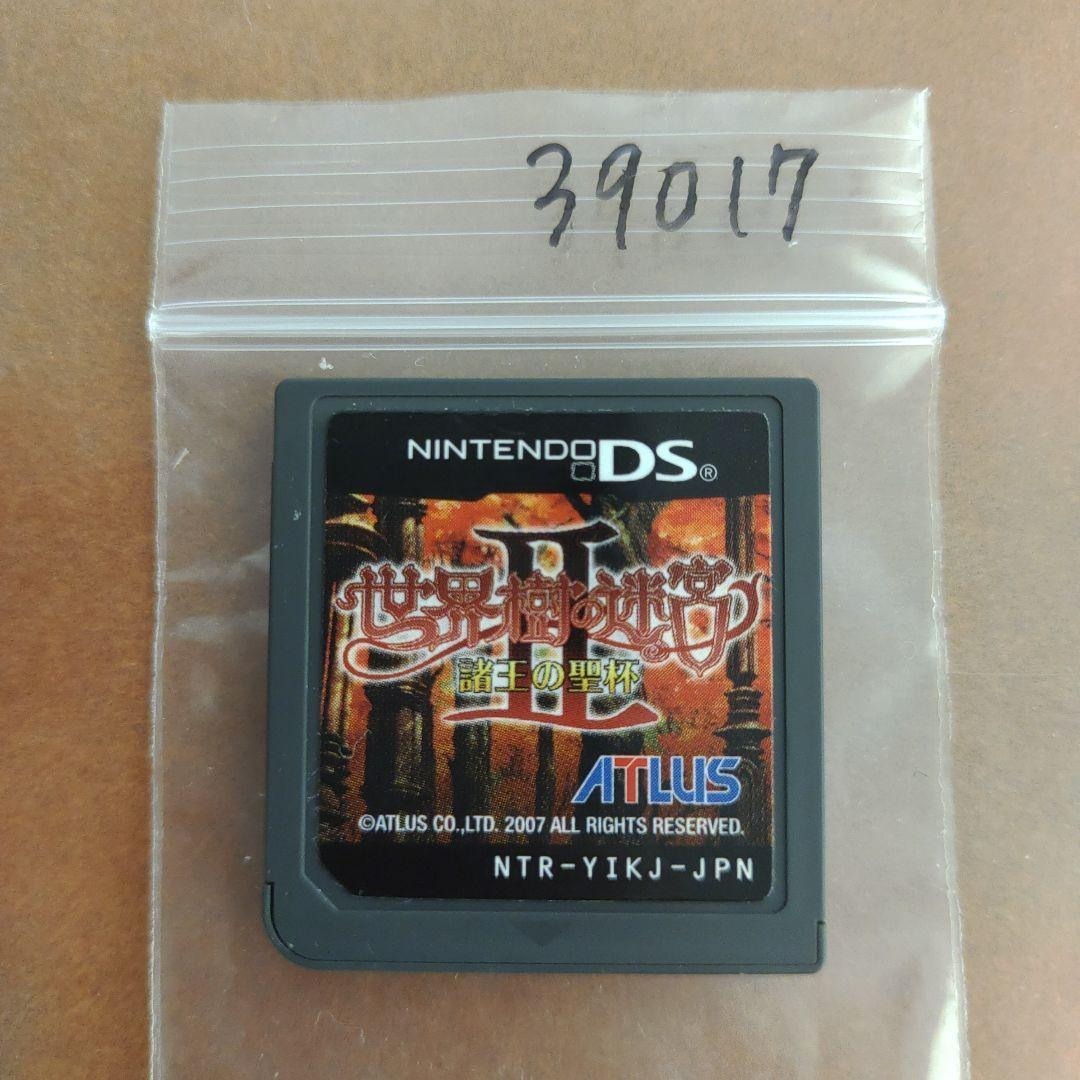 39017
NINTENDO DS®
II
世界樹の迷宮
諸王の聖杯
ATLUS
©ATLUS CO.,LTD. 2007 ALL RIGHTS RESERVED.
NTR-YIKJ-JPN